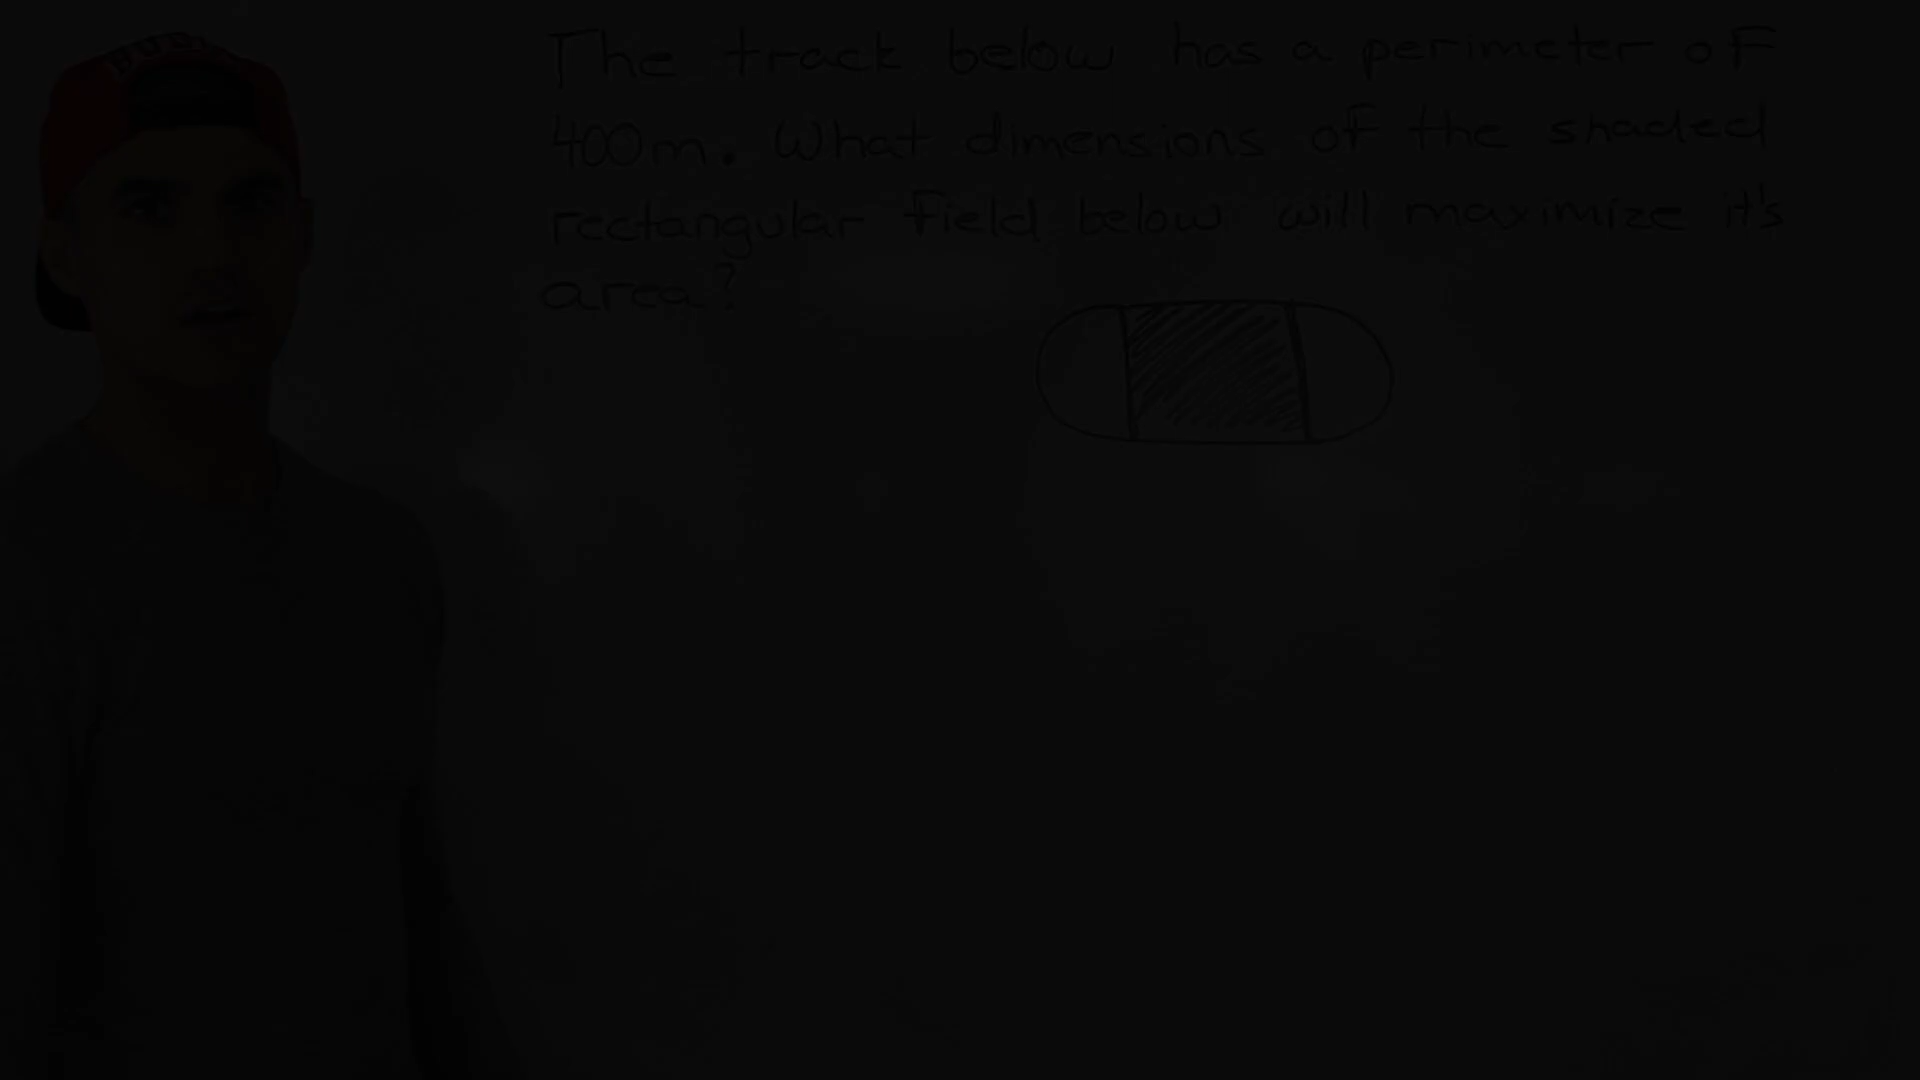 The track below has a perimeter of
400m. What dimensions of the shaded
rectangular field below will maximize it's
area?